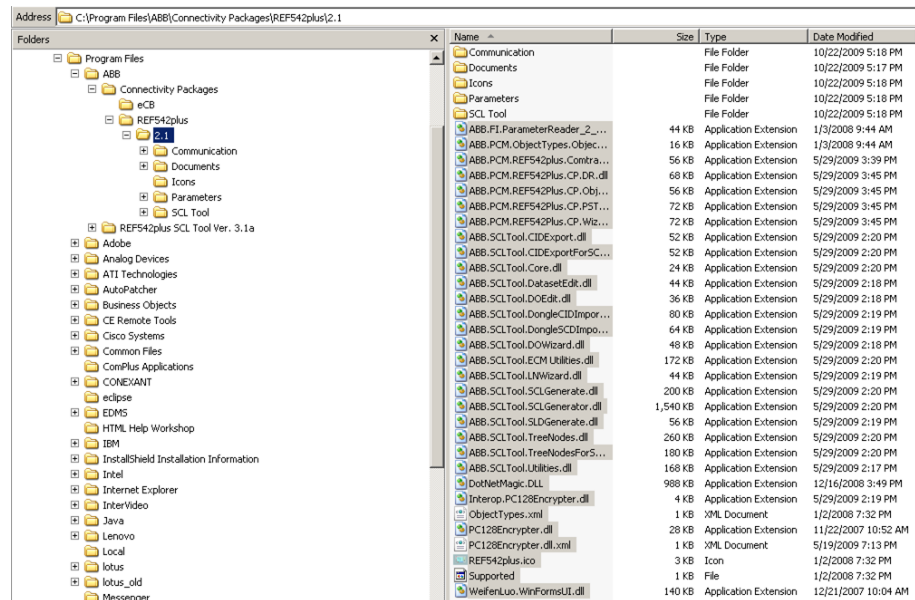 Address C:\Program Files\ABB\Connectivity Packages\REF542plus\2.1
Folders ×
Program Files
ABB
Connectivity Packages
eCB
REF542plus
2.1
Communication
Documents
Icons
Parameters
SCL Tool
REF542plus SCL Tool Ver. 3.1a
Adobe
Analog Devices
ATI Technologies
AutoPatcher
Business Objects
CE Remote Tools
Cisco Systems
Common Files
ComPlus Applications
CONEXANT
eclipse
EDMS
HTML Help Workshop
IBM
InstallShield Installation Information
Intel
Internet Explorer
InterVideo
Java
Lenovo
Local
lotus
lotus_old
Messenger
Name Size Type Date Modified
Communication File Folder 10/22/2009 5:18 PM
Documents File Folder 10/22/2009 5:17 PM
Icons File Folder 10/22/2009 5:18 PM
Parameters File Folder 10/22/2009 5:18 PM
SCL Tool File Folder 10/22/2009 5:18 PM
ABB.FI.ParameterReader_2_... 44 KB Application Extension 1/3/2008 9:44 AM
ABB.PCM.ObjectTypes.Objec... 16 KB Application Extension 1/3/2008 9:44 AM
ABB.PCM.REF542Plus.Comtra... 56 KB Application Extension 5/29/2009 3:39 PM
ABB.PCM.REF542Plus.CP.DR.dll 68 KB Application Extension 5/29/2009 3:45 PM
ABB.PCM.REF542Plus.CP.Obj... 56 KB Application Extension 5/29/2009 3:45 PM
ABB.PCM.REF542Plus.CP.PST... 72 KB Application Extension 5/29/2009 3:45 PM
ABB.PCM.REF542Plus.CP.Wiz... 72 KB Application Extension 5/29/2009 3:45 PM
ABB.SCLTool.CIDExport.dll 52 KB Application Extension 5/29/2009 2:20 PM
ABB.SCLTool.CIDExportForSC... 52 KB Application Extension 5/29/2009 2:20 PM
ABB.SCLTool.Core.dll 24 KB Application Extension 5/29/2009 2:20 PM
ABB.SCLTool.DatasetEdit.dll 44 KB Application Extension 5/29/2009 2:18 PM
ABB.SCLTool.DOEdit.dll 36 KB Application Extension 5/29/2009 2:18 PM
ABB.SCLTool.DongleCIDImpor... 80 KB Application Extension 5/29/2009 2:19 PM
ABB.SCLTool.DongleSCDImpo... 64 KB Application Extension 5/29/2009 2:19 PM
ABB.SCLTool.DOWizard.dll 48 KB Application Extension 5/29/2009 2:18 PM
ABB.SCLTool.ECM Utilities.dll 172 KB Application Extension 5/29/2009 2:20 PM
ABB.SCLTool.LNWizard.dll 44 KB Application Extension 5/29/2009 2:19 PM
ABB.SCLTool.SCLGenerate.dll 200 KB Application Extension 5/29/2009 2:20 PM
ABB.SCLTool.SCLGenerator.dll 1,540 KB Application Extension 5/29/2009 2:20 PM
ABB.SCLTool.SLDGenerate.dll 56 KB Application Extension 5/29/2009 2:19 PM
ABB.SCLTool.TreeNodes.dll 260 KB Application Extension 5/29/2009 2:20 PM
ABB.SCLTool.TreeNodesForS... 180 KB Application Extension 5/29/2009 2:20 PM
ABB.SCLTool.Utilities.dll 168 KB Application Extension 5/29/2009 2:17 PM
DotNetMagic.DLL 988 KB Application Extension 12/16/2008 3:49 PM
Interop.PC128Encrypter.dll 4 KB Application Extension 5/29/2009 2:19 PM
ObjectTypes.xml 1 KB XML Document 1/2/2008 7:32 PM
PC128Encrypter.dll 28 KB Application Extension 11/22/2007 10:52 AM
PC128Encrypter.dll.xml 1 KB XML Document 5/19/2009 7:13 PM
REF542plus.ico 3 KB Icon 1/2/2008 7:32 PM
Supported 1 KB File 1/2/2008 7:32 PM
WeifenLuo.WinFormsUI.dll 140 KB Application Extension 12/21/2007 10:04 AM